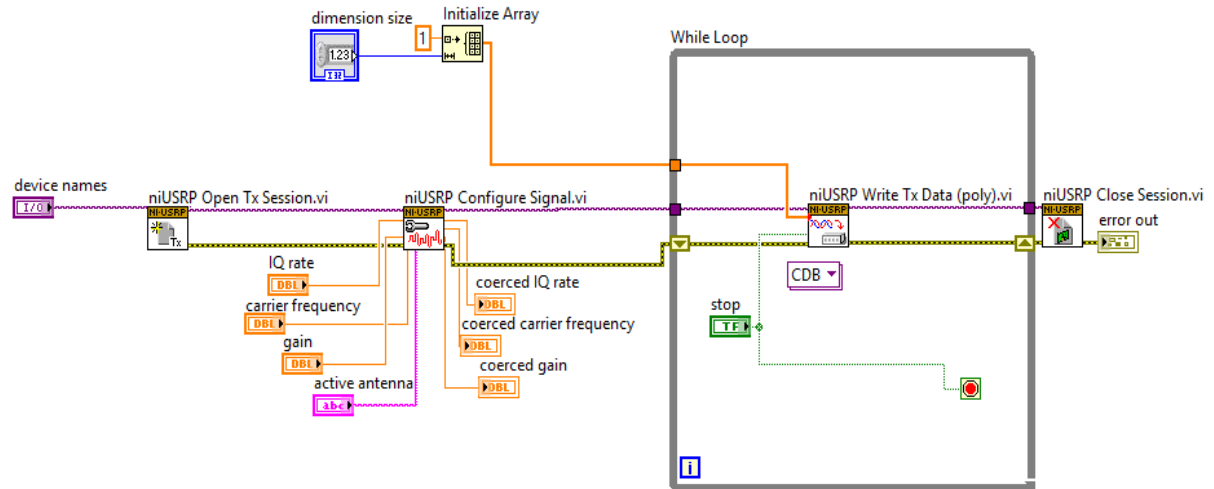 dimension size
Initialize Array
1
1.23
I32
While Loop
device names
I/O
niUSRP Open Tx Session.vi
NI-USRP
Tx
niUSRP Configure Signal.vi
NI-USRP
niUSRP Write Tx Data (poly).vi
NI-USRP
niUSRP Close Session.vi
NI-USRP
error out
IQ rate
DBL
carrier frequency
DBL
gain
DBL
active antenna
abc
coerced IQ rate
DBL
coerced carrier frequency
DBL
coerced gain
DBL
CDB
stop
TF
i